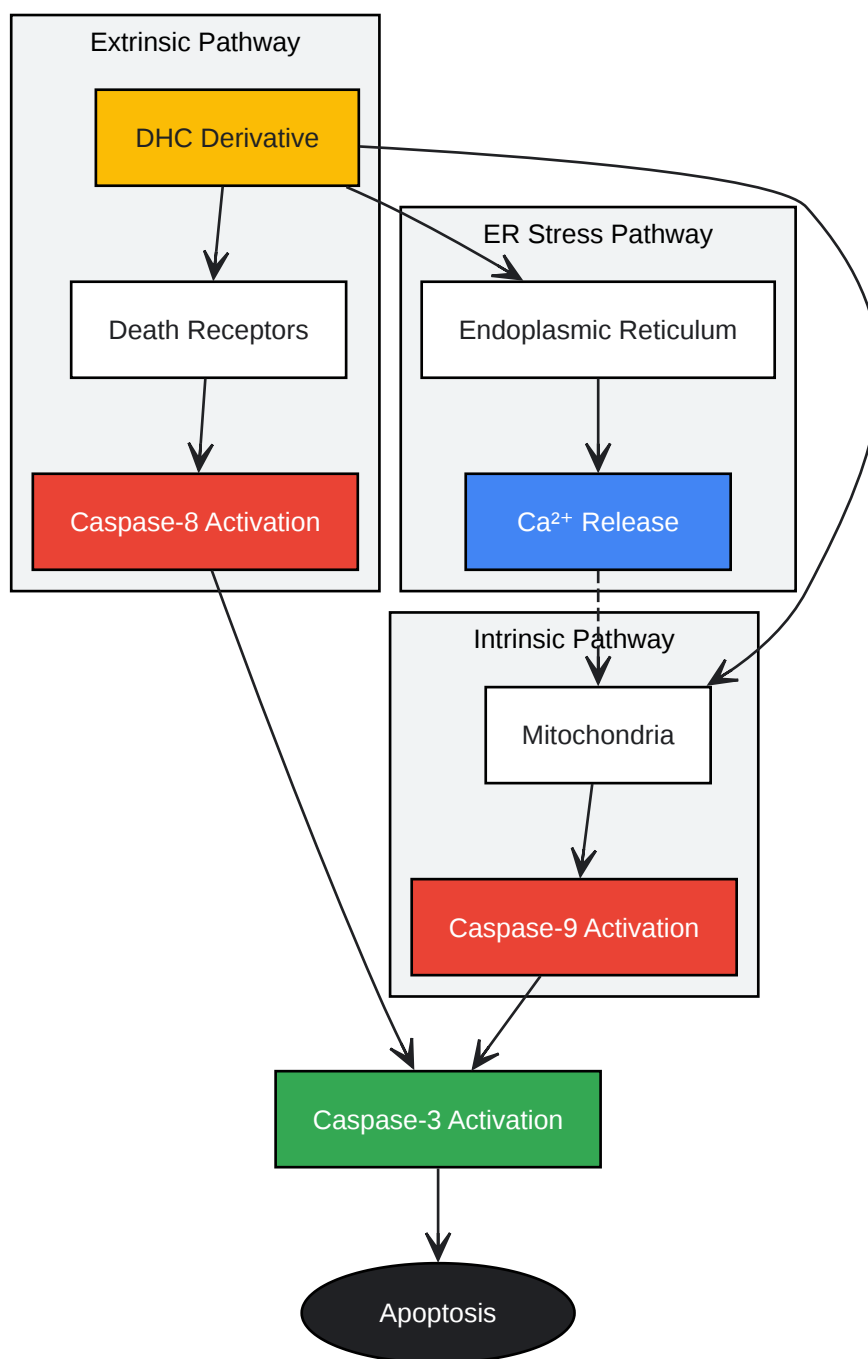 Extrinsic Pathway
DHC Derivative
ER Stress Pathway
Death Receptors
Endoplasmic Reticulum
Caspase-8 Activation
Ca²⁺ Release
Intrinsic Pathway
Mitochondria
Caspase-9 Activation
Caspase-3 Activation
Apoptosis